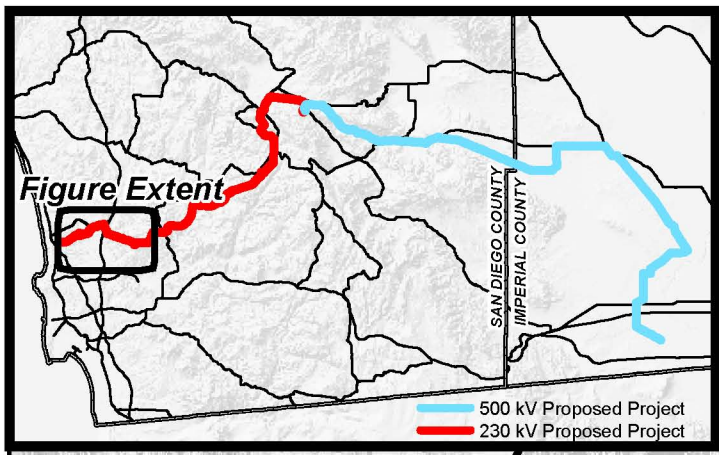 Figure Extent
SAN DIEGO COUNTY
IMPERIAL COUNTY
500 kV Proposed Project
230 kV Proposed Project